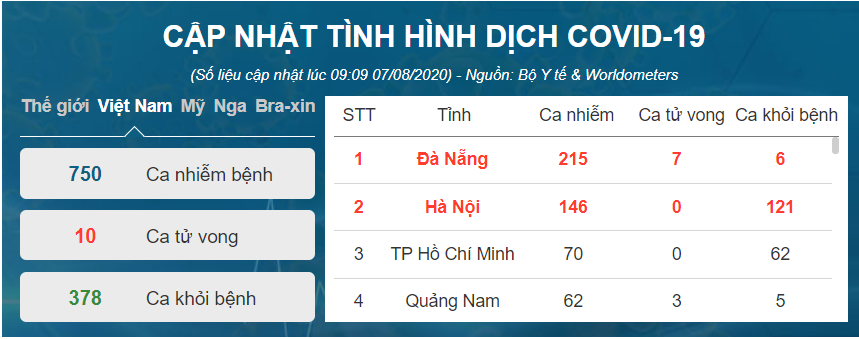 CẬP NHẬT TÌNH HÌNH DỊCH COVID-19
(Số liệu cập nhật lúc 09:09 07/08/2020) - Nguồn: Bộ Y tế & Worldometers
Thế giới Việt Nam Mỹ Nga Bra-xin
750 Ca nhiễm bệnh
10 Ca tử vong
378 Ca khỏi bệnh
STT Tỉnh Ca nhiễm Ca tử vong Ca khỏi bệnh
1 Đà Nẵng 215 7 6
2 Hà Nội 146 0 121
3 TP Hồ Chí Minh 70 0 62
4 Quảng Nam 62 3 5